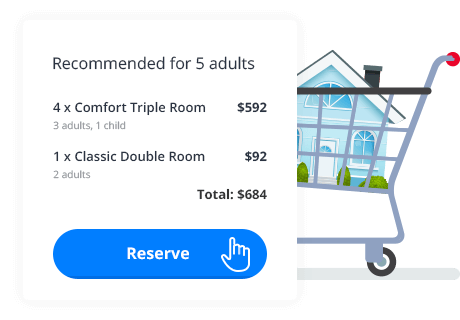 Recommended for 5 adults
4 x Comfort Triple Room $592
3 adults, 1 child
1 x Classic Double Room $92
2 adults
Total: $684
Reserve